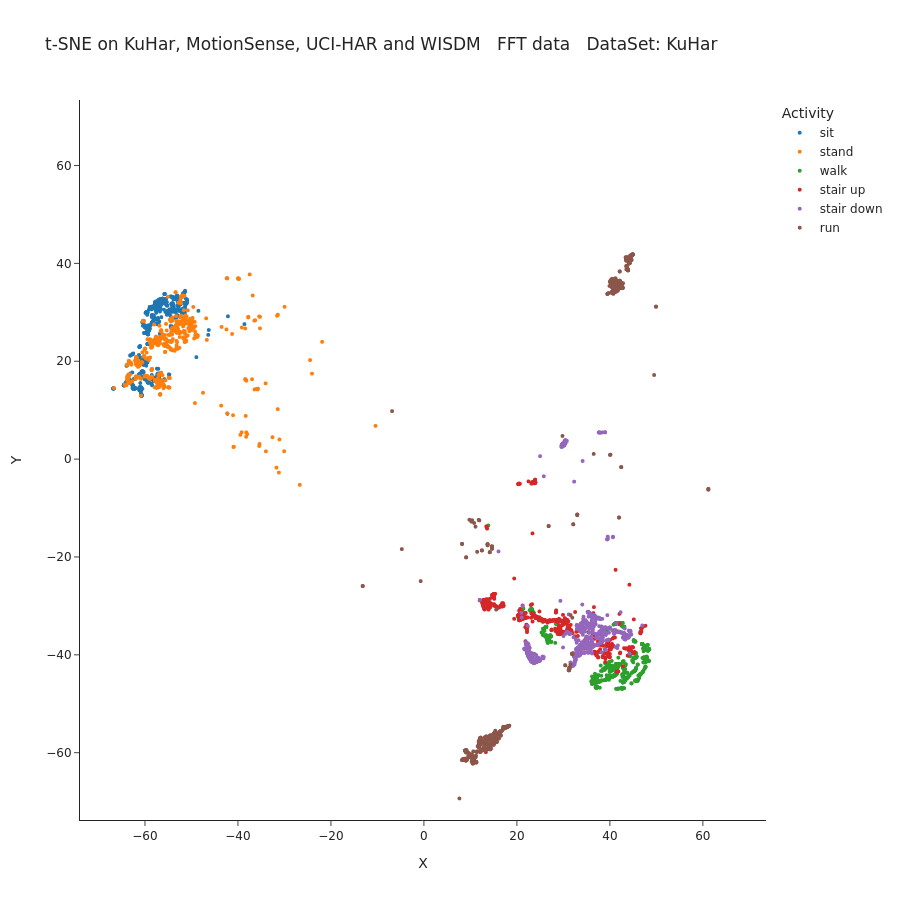 t-SNE on KuHar, MotionSense, UCI-HAR and WISDM   FFT data   DataSet: KuHar
Activity
sit
stand
walk
stair up
stair down
run
60
40
20
0
−20
−40
−60
Y
−60
−40
−20
0
20
40
60
X